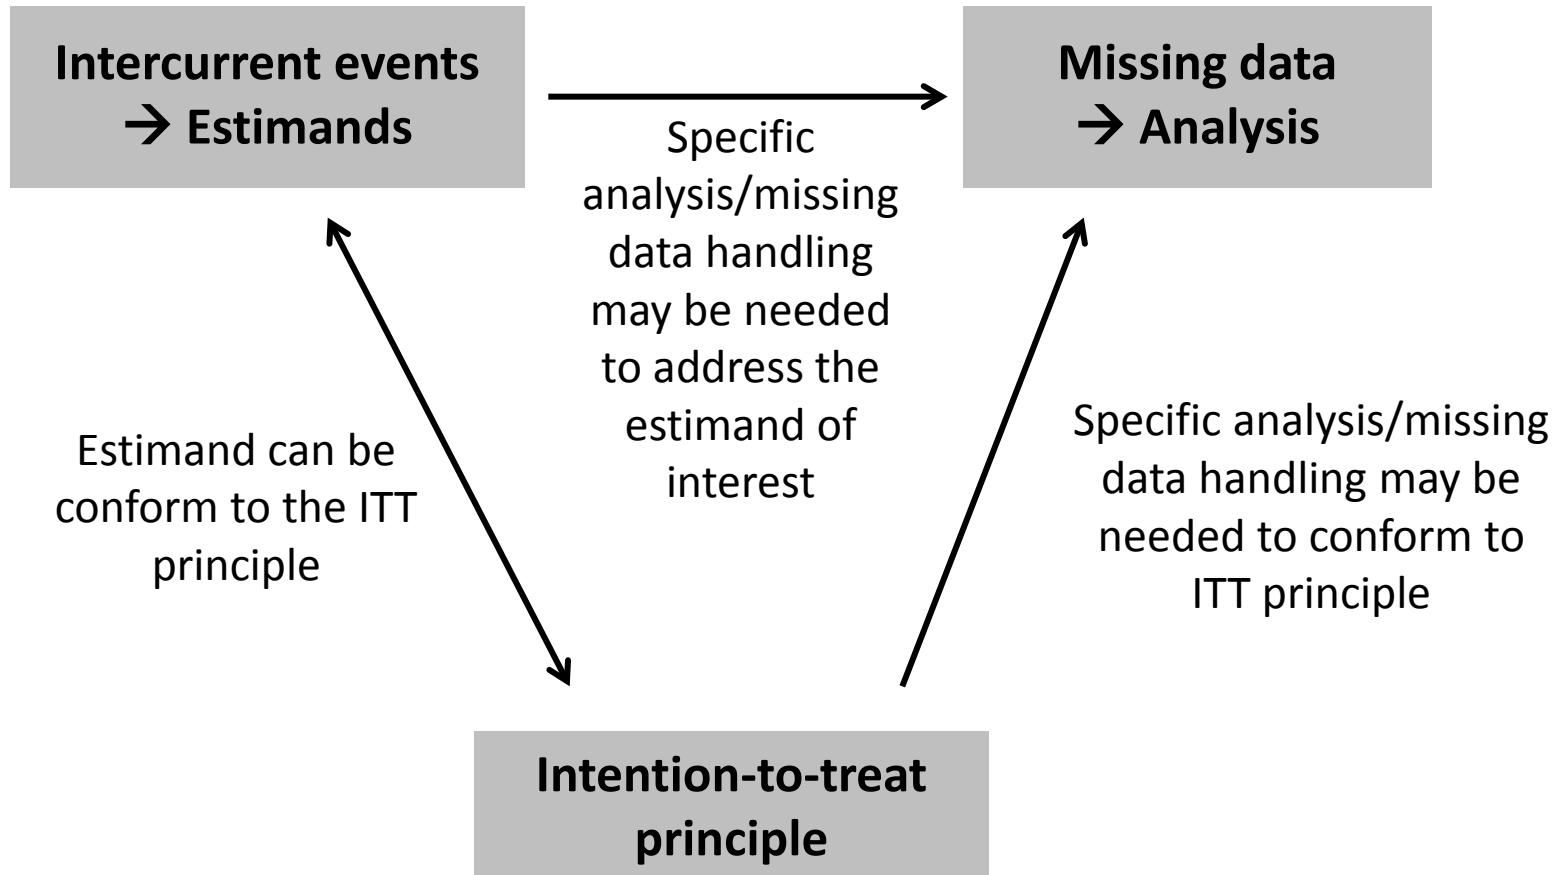 Intercurrent events
→ Estimands
Missing data
→ Analysis
Specific
analysis/missing
data handling
may be needed
to address the
estimand of
interest
Estimand can be
conform to the ITT
principle
Specific analysis/missing
data handling may be
needed to conform to
ITT principle
Intention-to-treat
principle